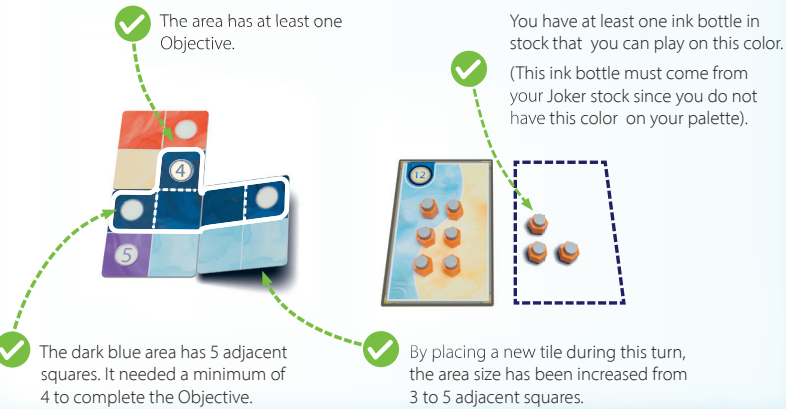 The area has at least one
Objective.
You have at least one ink bottle in
stock that you can play on this color.
(This ink bottle must come from
your Joker stock since you do not
have this color on your palette).
4
5
12
The dark blue area has 5 adjacent
squares. It needed a minimum of
4 to complete the Objective.
By placing a new tile during this turn,
the area size has been increased from
3 to 5 adjacent squares.